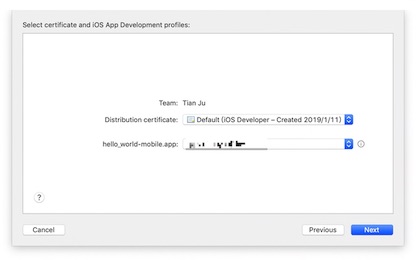 Select certificate and iOS App Development profiles:
Team: Tian Ju
Distribution certificate: Default (iOS Developer – Created 2019/1/11)
hello_world-mobile.app:
?
Cancel Previous Next